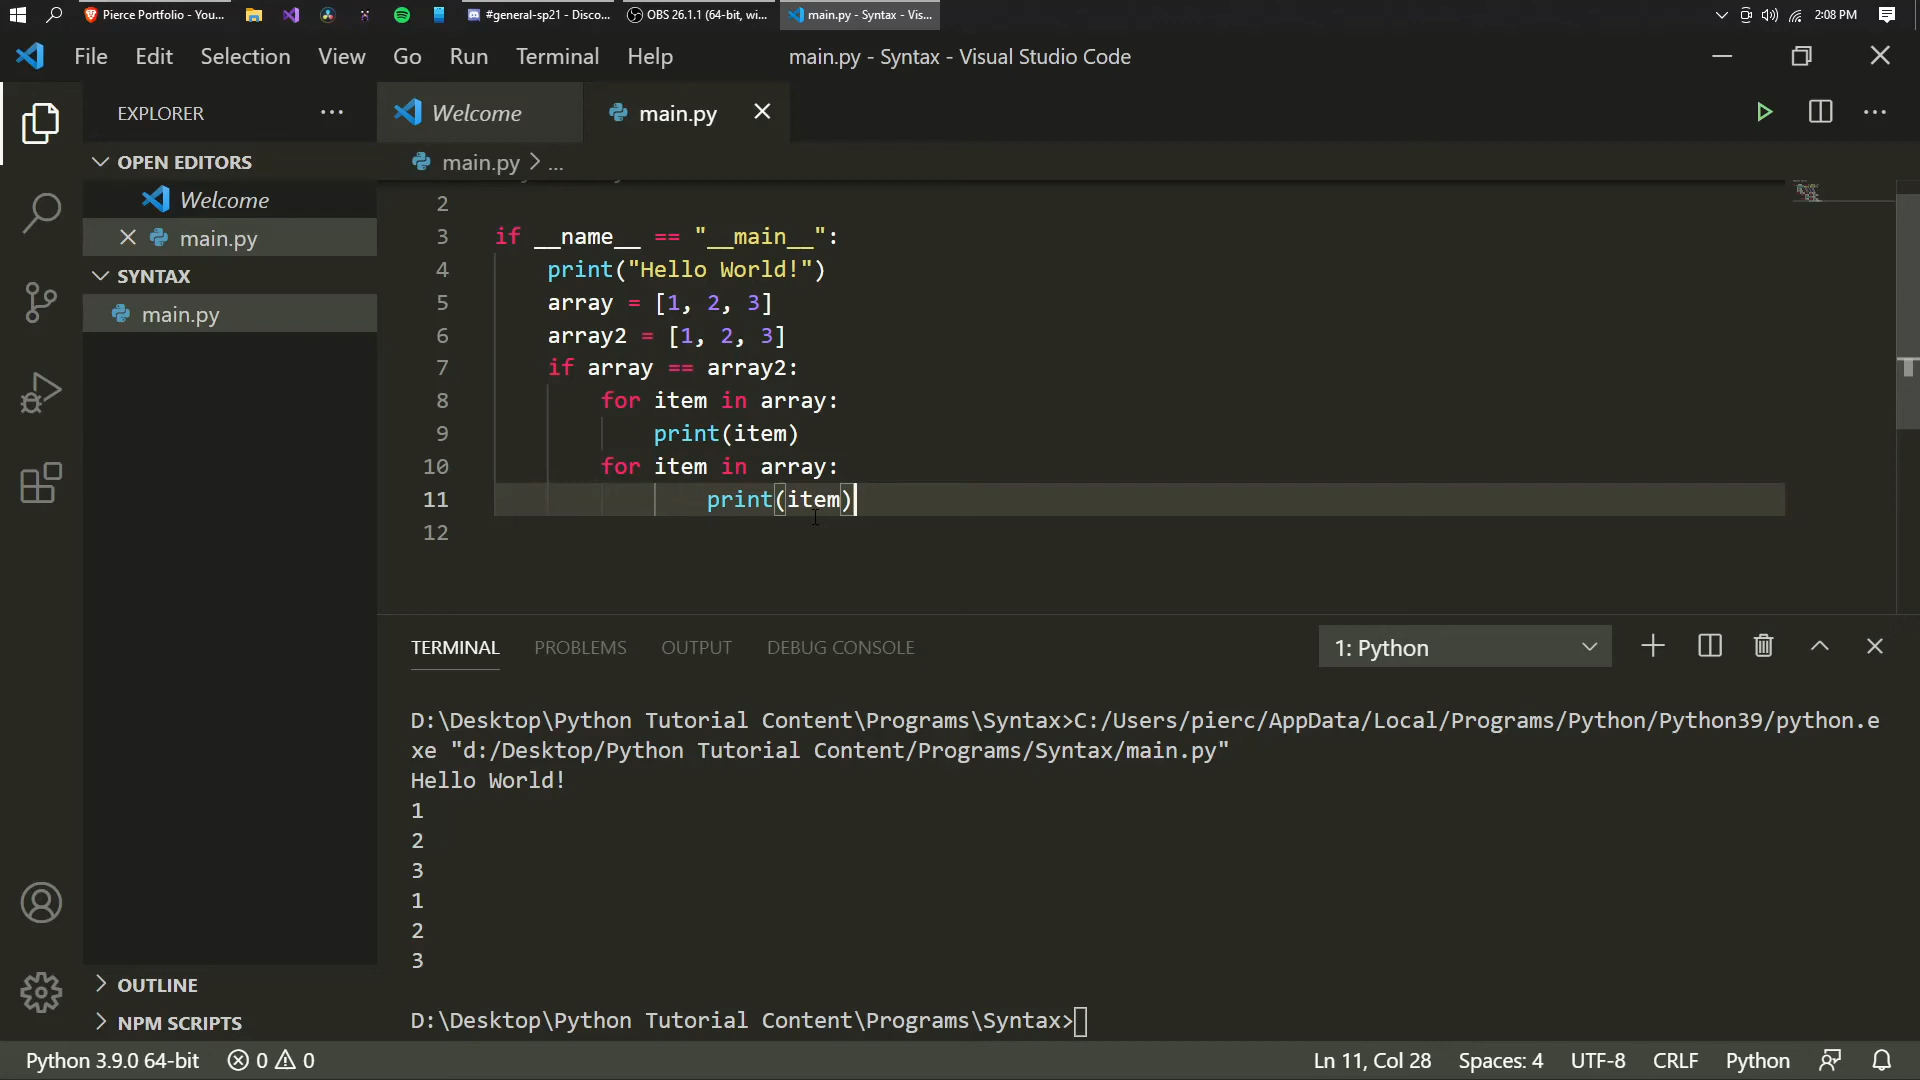 Pierce Portfolio - You...
#general-sp21 - Disco...
OBS 26.1.1 (64-bit, wi...
main.py - Syntax - Vis...
2:08 PM
File Edit Selection View Go Run Terminal Help
main.py - Syntax - Visual Studio Code
EXPLORER
Welcome
main.py
OPEN EDITORS
main.py > ...
Welcome
main.py
SYNTAX
main.py
2
3 if __name__ == "__main__":
4 print("Hello World!")
5 array = [1, 2, 3]
6 array2 = [1, 2, 3]
7 if array == array2:
8 for item in array:
9 print(item)
10 for item in array:
11 print(item)
12
TERMINAL PROBLEMS OUTPUT DEBUG CONSOLE
1: Python
D:\Desktop\Python Tutorial Content\Programs\Syntax>C:/Users/pierc/AppData/Local/Programs/Python/Python39/python.e
xe "d:/Desktop/Python Tutorial Content/Programs/Syntax/main.py"
Hello World!
1
2
3
1
2
3
D:\Desktop\Python Tutorial Content\Programs\Syntax>
OUTLINE
NPM SCRIPTS
Python 3.9.0 64-bit
0 0
Ln 11, Col 28
Spaces: 4
UTF-8
CRLF
Python